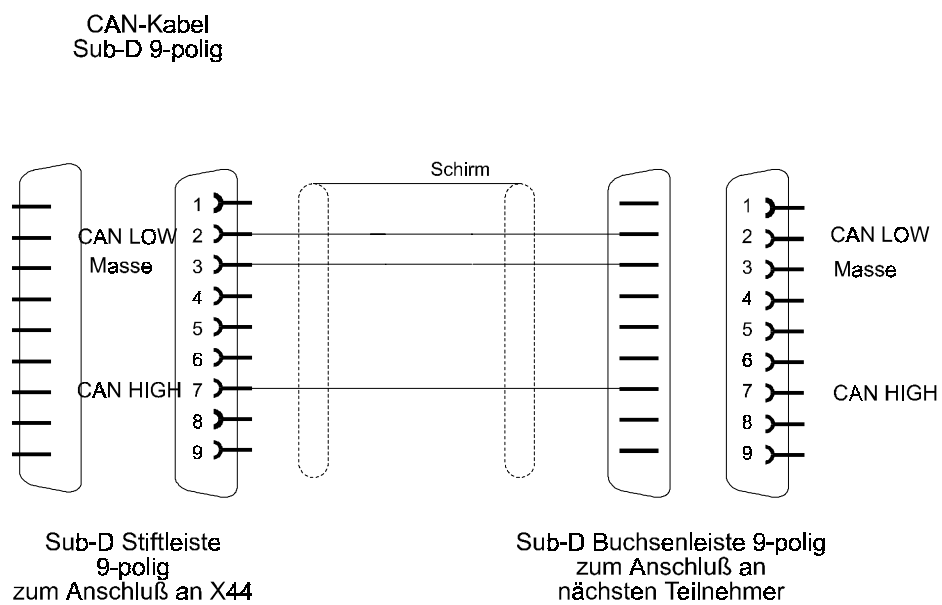 CAN-Kabel
Sub-D 9-polig
Schirm
1
CAN LOW 2
Masse 3
4
5
6
CAN HIGH 7
8
9
1
2 CAN LOW
3 Masse
4
5
6
7 CAN HIGH
8
9
Sub-D Stiftleiste
9-polig
zum Anschluß an X44
Sub-D Buchsenleiste 9-polig
zum Anschluß an
nächsten Teilnehmer